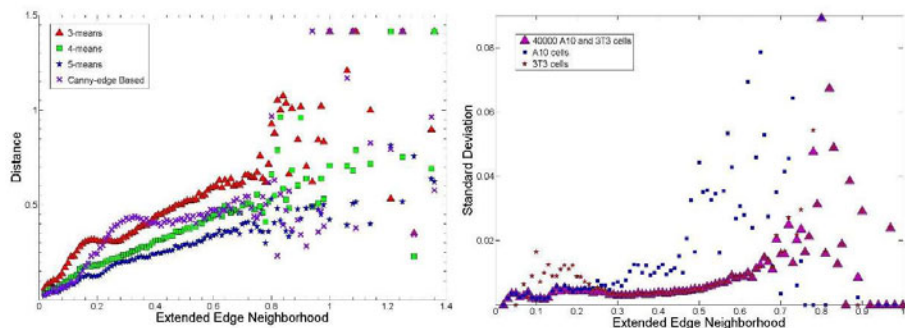 1.5
3-means
4-means
5-means
Canny-edge Based
1
Distance
0.5
0 0.2 0.4 0.6 0.8 1 1.2 1.4
Extended Edge Neighborhood
0.08
40000 A10 and 3T3 cells
A10 cells
3T3 cells
0.06
Standard Deviation
0.04
0.02
0 0.1 0.2 0.3 0.4 0.5 0.6 0.7 0.8 0.9
Extended Edge Neighborhood